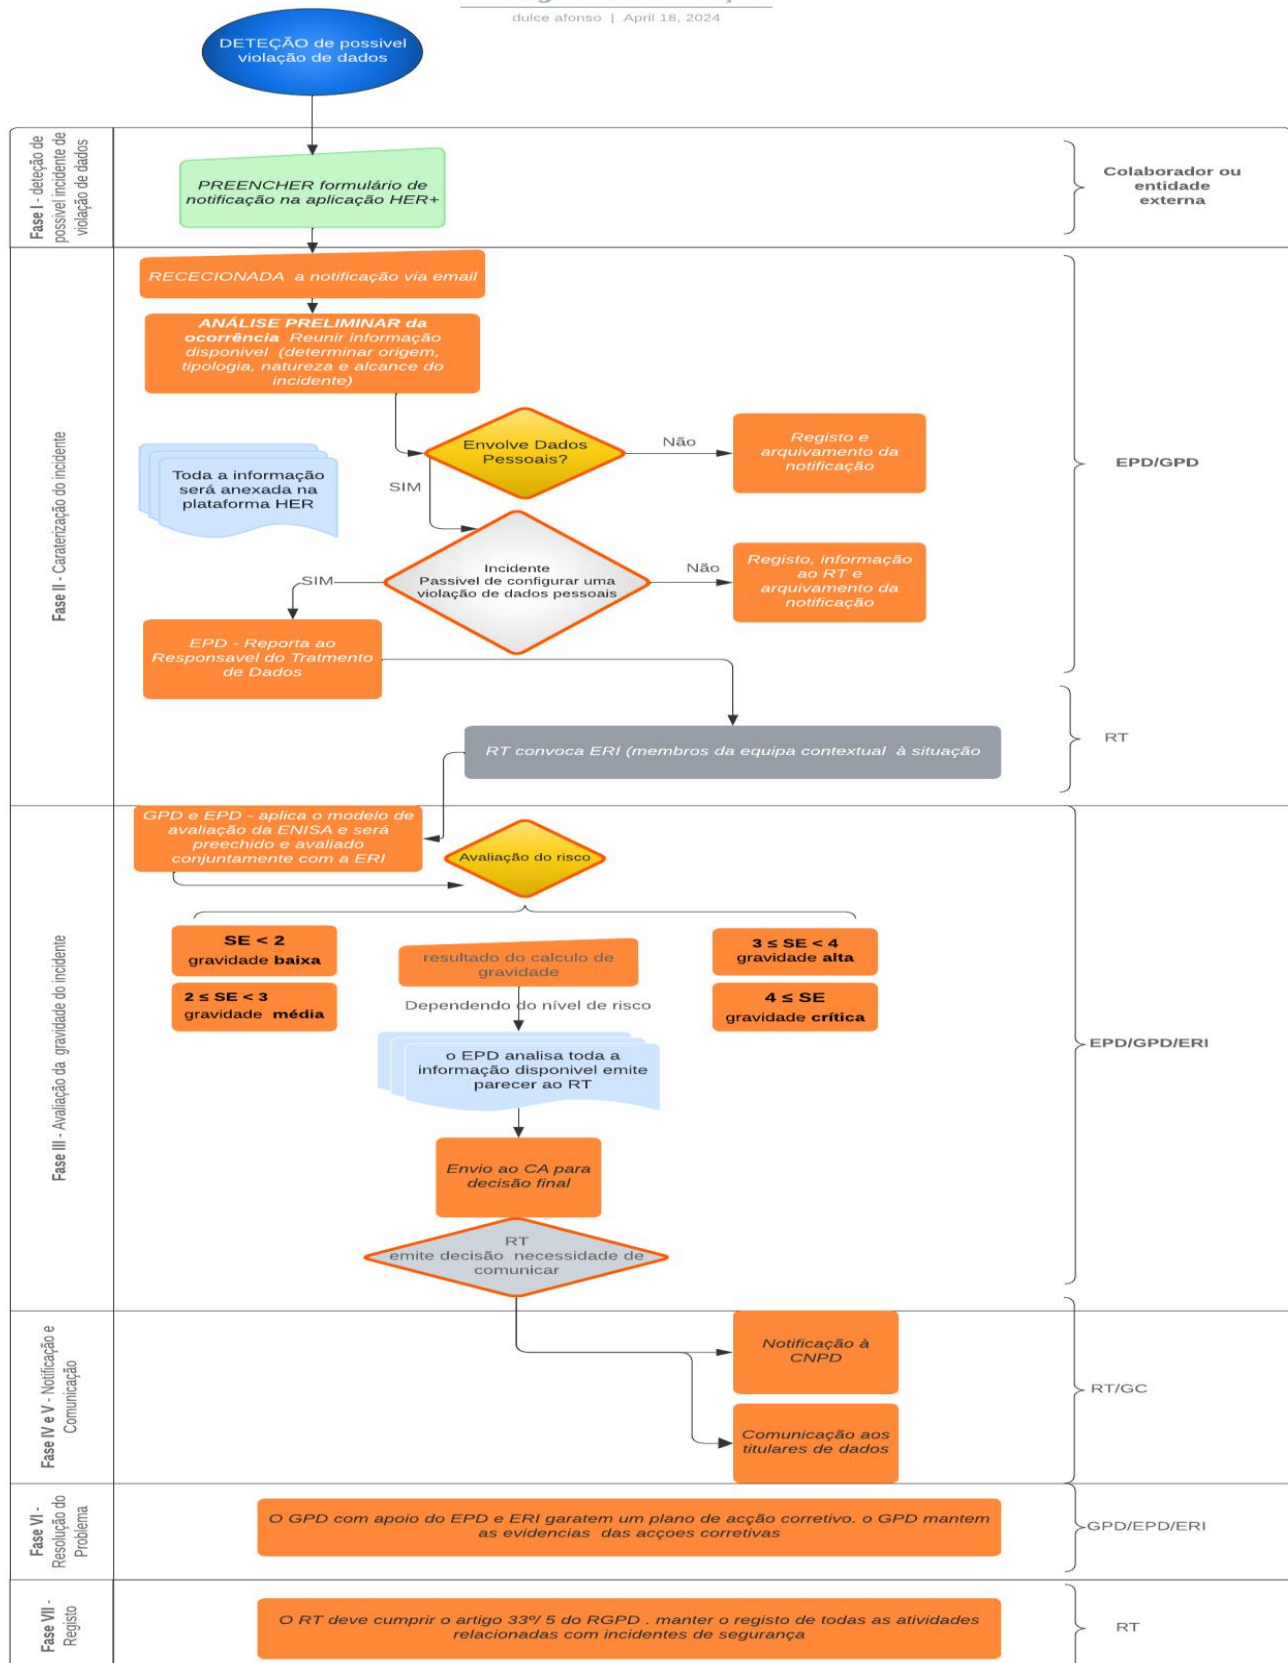 dulce afonso | April 18, 2024
DETEÇÃO de possivel
violação de dados
Fase I - deteção de
possivel incidente de
violação de dados
PREENCHER formulário de
notificação na aplicação HER+
Colaborador ou
entidade
externa
Fase II - Caraterização do incidente
RECECIONADA a notificação via email
ANÁLISE PRELIMINAR da
ocorrência Reunir informação
disponivel (determinar origem,
tipologia, natureza e alcance do
incidente)
Envolve Dados
Pessoais?
Não
Registo e
arquivamento da
notificação
EPD/GPD
Toda a informação
será anexada na
plataforma HER
SIM
Incidente
Passivel de configurar uma
violação de dados pessoais
Não
Registo, informação
ao RT e
arquivamento da
notificação
SIM
EPD - Reporta ao
Responsavel do Tratmento
de Dados
RT convoca ERI (membros da equipa contextual à situação
RT
Fase III - Avaliação da gravidade do incidente
GPD e EPD - aplica o modelo de
avaliação da ENISA e será
preechido e avaliado
conjuntamente com a ERI
Avaliação do risco
SE < 2
gravidade baixa
2 ≤ SE < 3
gravidade média
resultado do calculo de
gravidade
3 ≤ SE < 4
gravidade alta
4 ≤ SE
gravidade crítica
Dependendo do nível de risco
o EPD analisa toda a
informação disponivel emite
parecer ao RT
EPD/GPD/ERI
Envio ao CA para
decisão final
RT
emite decisão necessidade de
comunicar
Fase IV e V - Notificação e
Comunicação
Notificação à
CNPD
Comunicação aos
titulares de dados
RT/GC
Fase VI -
Resolução do
Problema
O GPD com apoio do EPD e ERI garatem um plano de acção corretivo. o GPD mantem
as evidencias das acçoes corretivas
GPD/EPD/ERI
Fase VII -
Registo
O RT deve cumprir o artigo 33º/ 5 do RGPD . manter o registo de todas as atividades
relacionadas com incidentes de segurança
RT